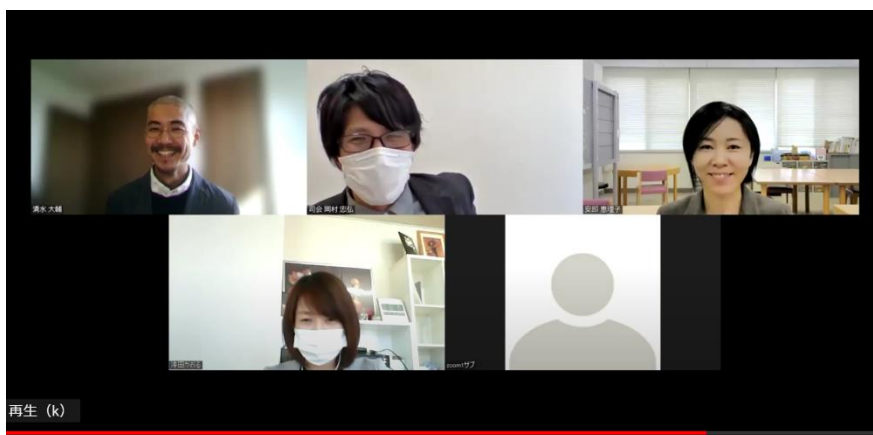 清水 大輔
司会 岡村 忠弘
安部 恵理子
zoom1サブ
再生（k）